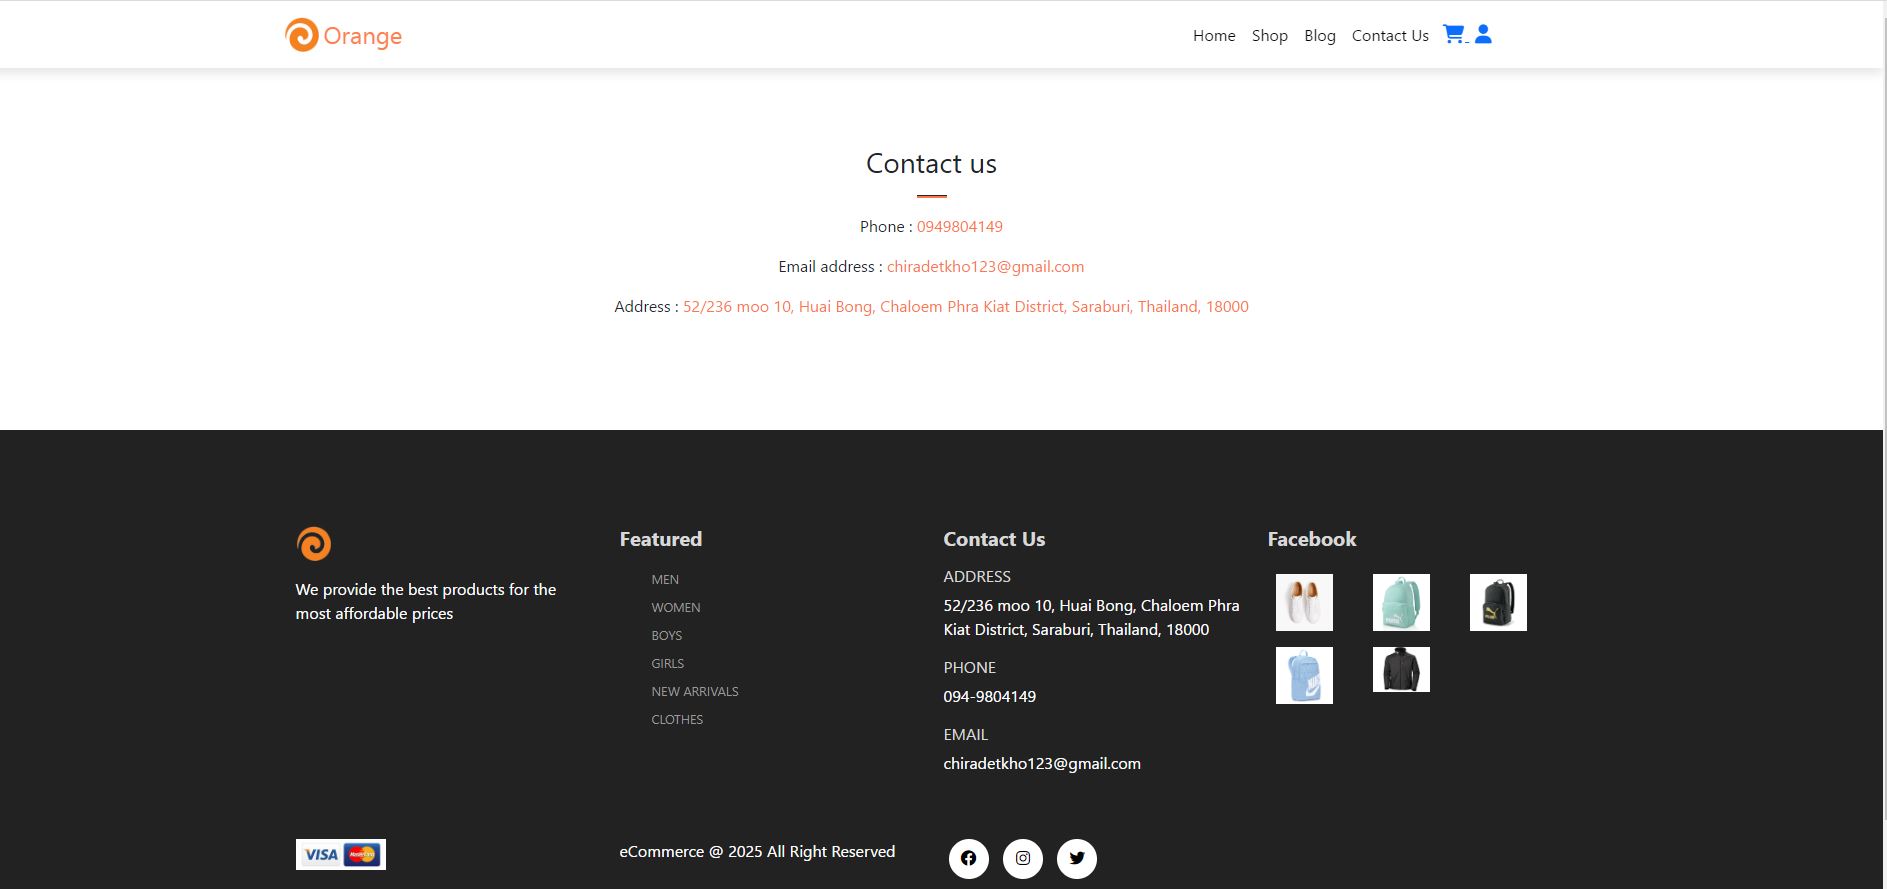 Orange
Home Shop Blog Contact Us
Contact us
Phone : 0949804149
Email address : chiradetkho123@gmail.com
Address : 52/236 moo 10, Huai Bong, Chaloem Phra Kiat District, Saraburi, Thailand, 18000
We provide the best products for the
most affordable prices
Featured
MEN
WOMEN
BOYS
GIRLS
NEW ARRIVALS
CLOTHES
Contact Us
ADDRESS
52/236 moo 10, Huai Bong, Chaloem Phra
Kiat District, Saraburi, Thailand, 18000
PHONE
094-9804149
EMAIL
chiradetkho123@gmail.com
Facebook
VISA MasterCard
eCommerce @ 2025 All Right Reserved